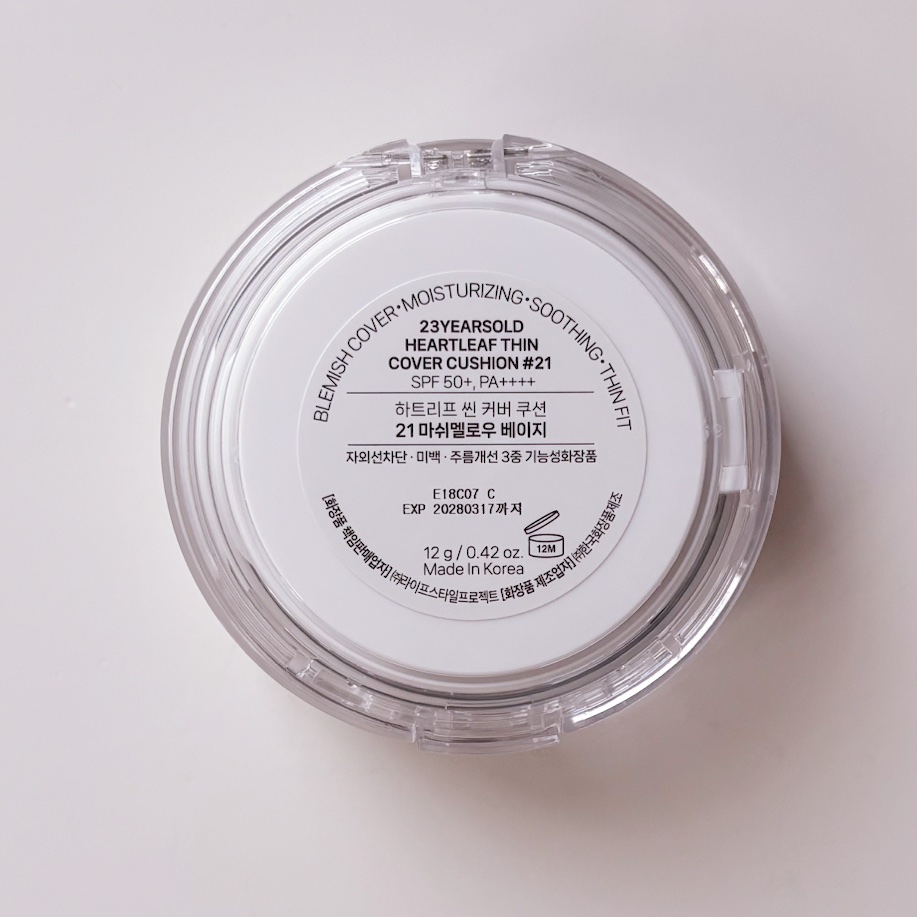 BLEMISH COVER•MOISTURIZING•SOOTHING•THIN FIT
23YEARSOLD
HEARTLEAF THIN
COVER CUSHION #21
SPF 50+, PA++++
하트리프 씬 커버 쿠션
21 마쉬멜로우 베이지
자외선차단 · 미백 · 주름개선 3중 기능성화장품
E18C07 C
EXP 20280317까지
12M
12 g / 0.42 oz.
Made In Korea
[화장품 책임판매업자] ㈜라이프스타일프로젝트 [화장품 제조업자] ㈜한국화장품제조